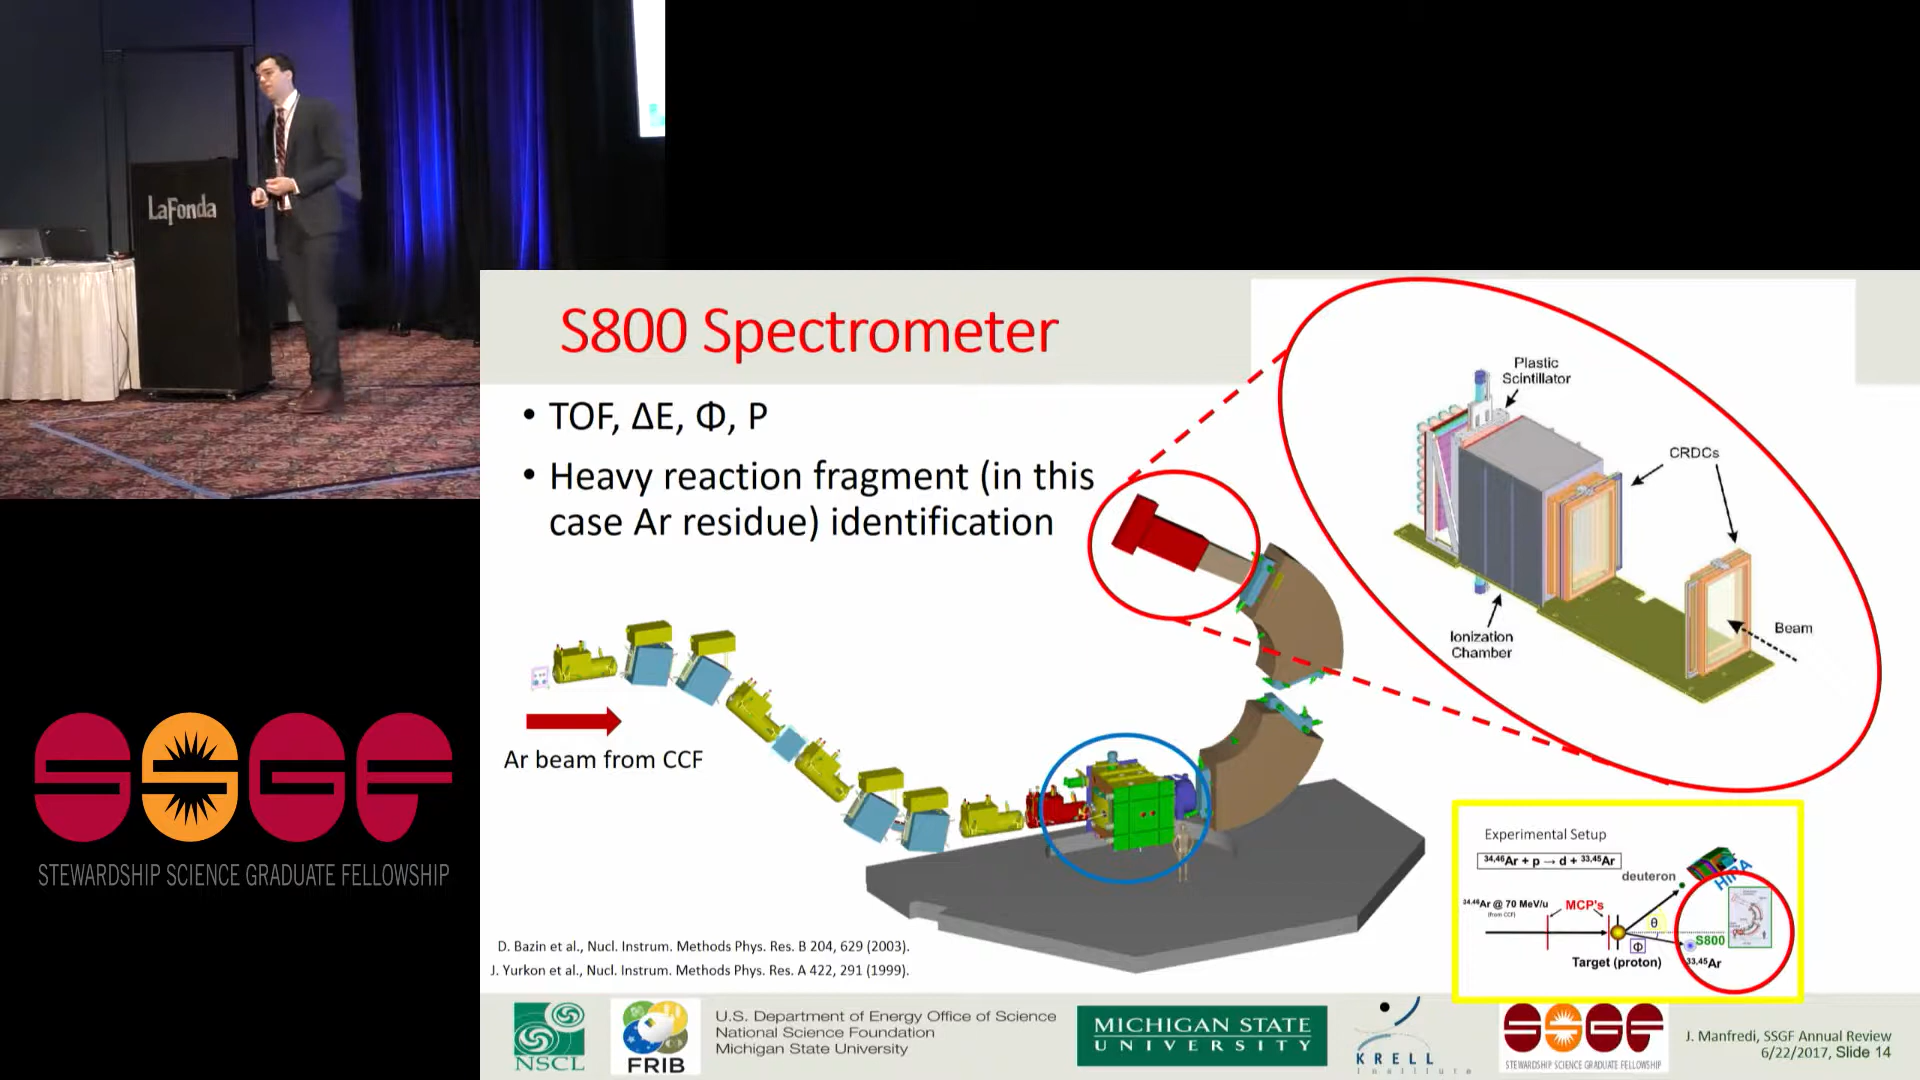 LaFonda
S800 Spectrometer
• TOF, ΔE, Φ, P
• Heavy reaction fragment (in this
case Ar residue) identification
Plastic
Scintillator
CRDCs
Beam
Ionization
Chamber
Ar beam from CCF
Experimental Setup
34,46Ar + p → d + 33,45Ar
deuteron
HiRA
34,46Ar @ 70 MeV/u
(from CCF)
MCP's
θ
Φ
S800
Target (proton)
33,45Ar
D. Bazin et al., Nucl. Instrum. Methods Phys. Res. B 204, 629 (2003).
J. Yurkon et al., Nucl. Instrum. Methods Phys. Res. A 422, 291 (1999).
SSGF
STEWARDSHIP SCIENCE GRADUATE FELLOWSHIP
NSCL
FRIB
U.S. Department of Energy Office of Science
National Science Foundation
Michigan State University
MICHIGAN STATE
UNIVERSITY
KRELL
Institute
SSGF
STEWARDSHIP SCIENCE GRADUATE FELLOWSHIP
J. Manfredi, SSGF Annual Review
6/22/2017, Slide 14